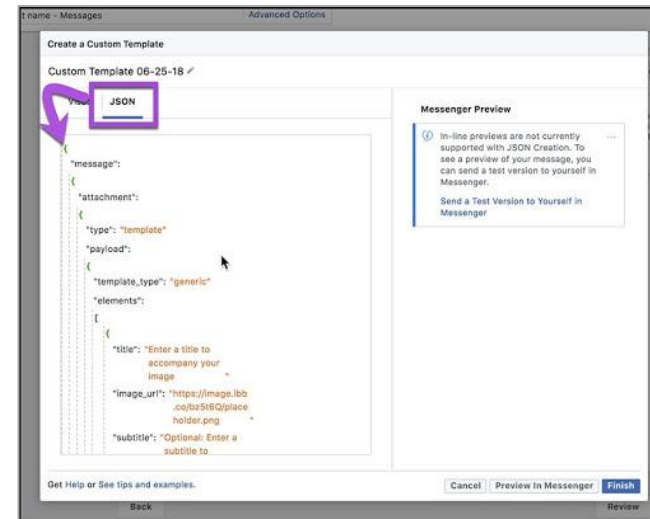 t name - Messages
Advanced Options
Create a Custom Template
Custom Template 06-25-18
JSON
{
"message":
{
"attachment":
{
"type": "template"
"payload":
{
"template_type": "generic"
"elements":
[
{
"title": "Enter a title to
accompany your
image "
"image_url": "https://image.ibb
.co/bz5t6Q/place
holder.png "
"subtitle": "Optional: Enter a
subtitle to
Messenger Preview
In-line previews are not currently
supported with JSON Creation. To
see a preview of your message, you
can send a test version to yourself in
Messenger.
Send a Test Version to Yourself in
Messenger
Get Help or See tips and examples.
Cancel
Preview In Messenger
Finish
Back
Review